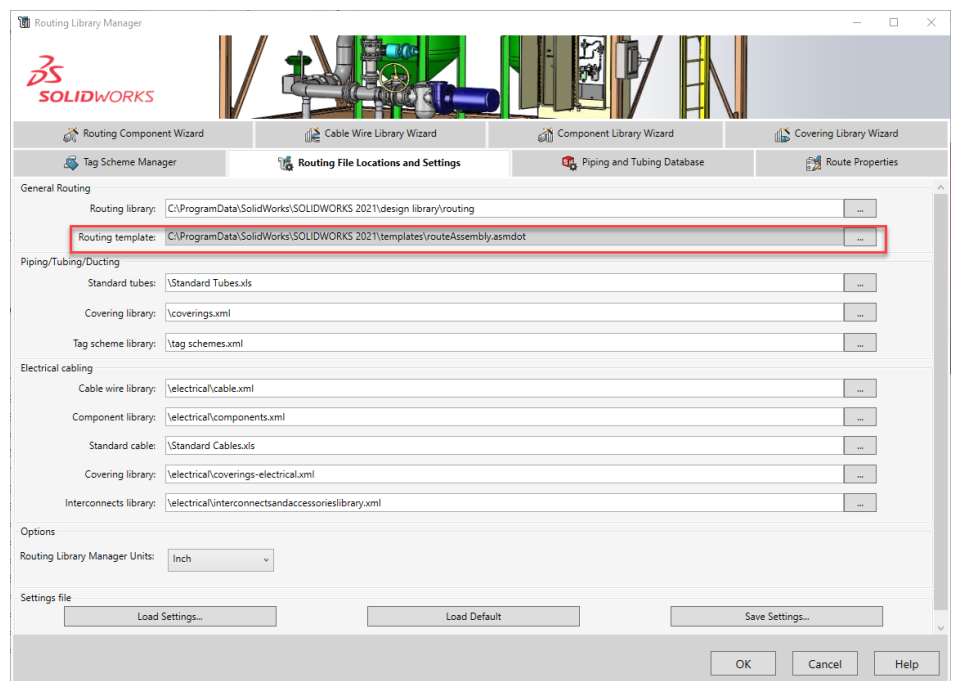 Routing Library Manager
SOLIDWORKS
Routing Component Wizard
Cable Wire Library Wizard
Component Library Wizard
Covering Library Wizard
Tag Scheme Manager
Routing File Locations and Settings
Piping and Tubing Database
Route Properties
General Routing
Routing library: C:\ProgramData\SolidWorks\SOLIDWORKS 2021\design library\routing ...
Routing template: C:\ProgramData\SolidWorks\SOLIDWORKS 2021\templates\routeAssembly.asmdot ...
Piping/Tubing/Ducting
Standard tubes: \Standard Tubes.xls ...
Covering library: \coverings.xml ...
Tag scheme library: \tag schemes.xml ...
Electrical cabling
Cable wire library: \electrical\cable.xml ...
Component library: \electrical\components.xml ...
Standard cable: \Standard Cables.xls ...
Covering library: \electrical\coverings-electrical.xml ...
Interconnects library: \electrical\interconnectsandaccessorieslibrary.xml ...
Options
Routing Library Manager Units: Inch
Settings file
Load Settings... Load Default Save Settings...
OK Cancel Help